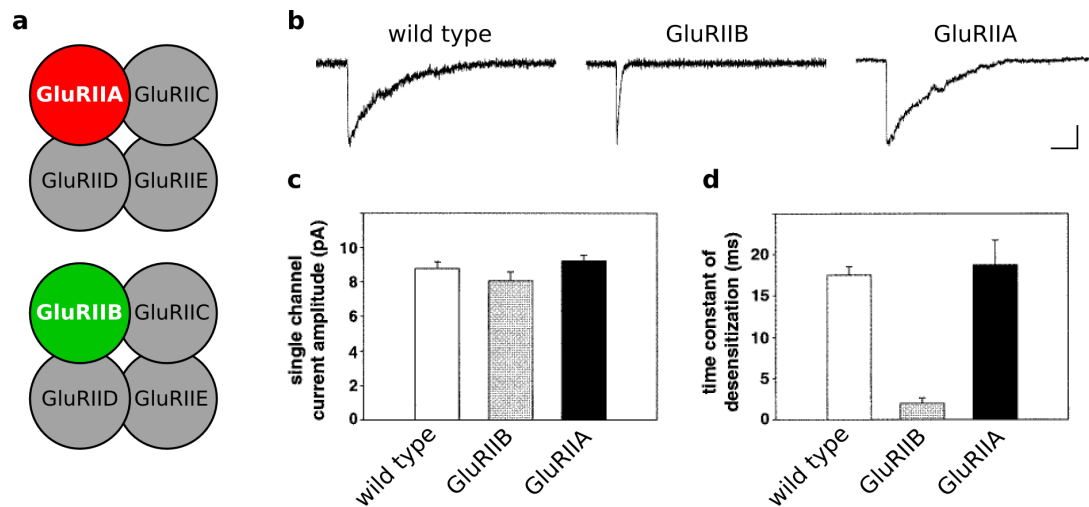 a
GluRIIA
GluRIIC
GluRIID
GluRIIE
GluRIIB
GluRIIC
GluRIID
GluRIIE
b
wild type
GluRIIB
GluRIIA
c
single channel
current amplitude (pA)
10
8
6
4
2
0
wild type
GluRIIB
GluRIIA
d
time constant of
desensitization (ms)
20
15
10
5
0
wild type
GluRIIB
GluRIIA